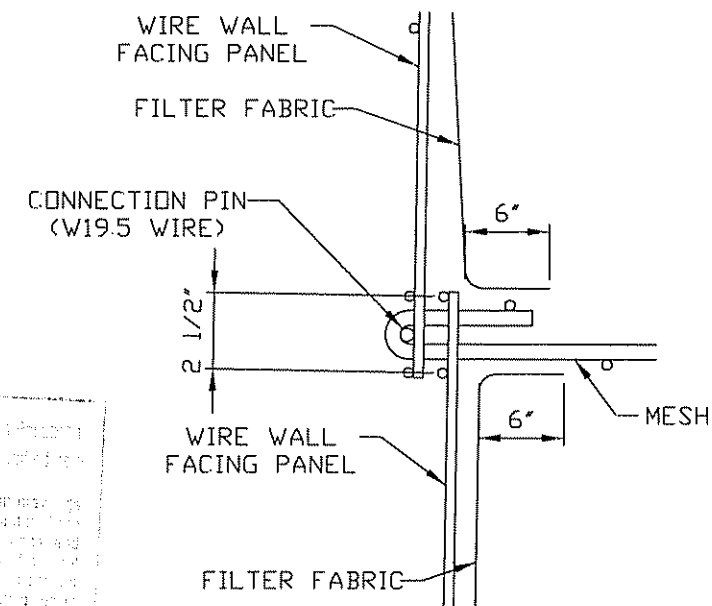 WIRE WALL
FACING PANEL
FILTER FABRIC
CONNECTION PIN
(W19.5 WIRE)
6"
2 1/2"
6"
MESH
WIRE WALL
FACING PANEL
FILTER FABRIC